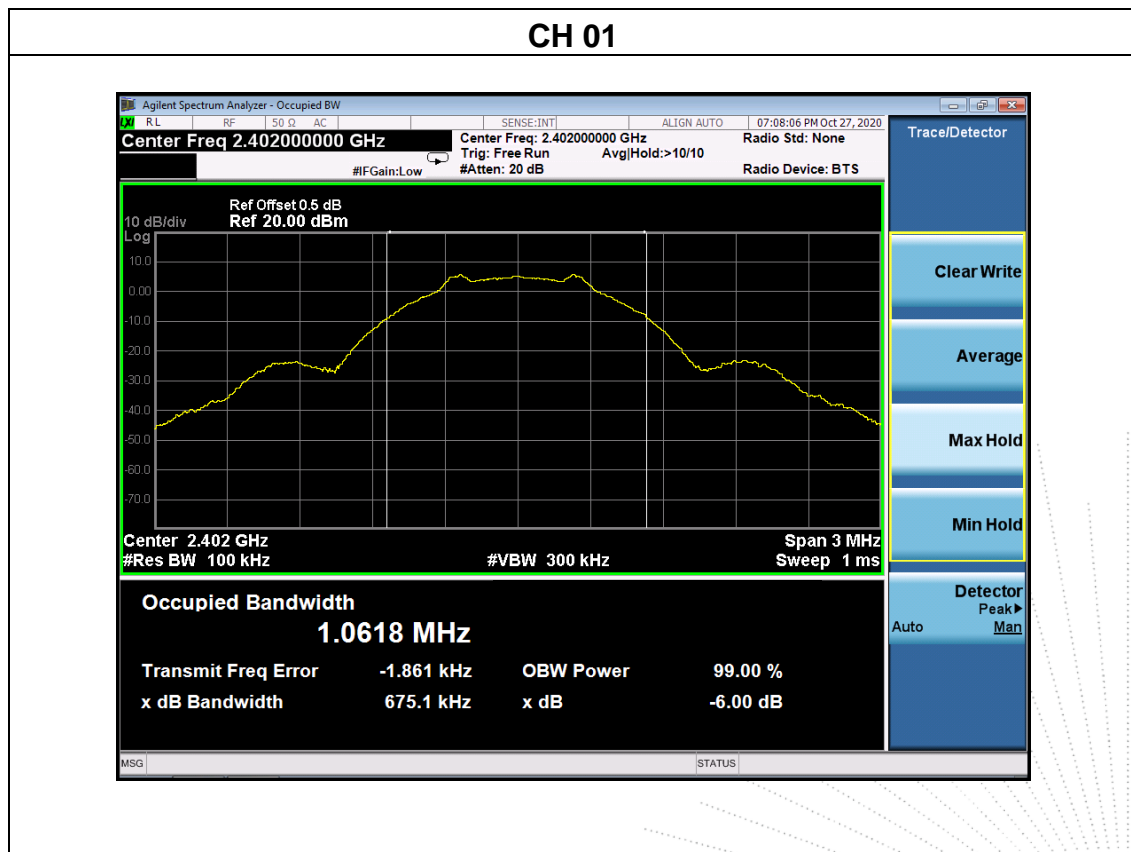 CH 01
Agilent Spectrum Analyzer - Occupied BW
LXI RL RF 50 Ω AC SENSE:INT ALIGN AUTO 07:08:06 PM Oct 27, 2020
Center Freq 2.402000000 GHz
Center Freq: 2.402000000 GHz
Radio Std: None
Trig: Free Run Avg|Hold:>10/10
#IFGain:Low
#Atten: 20 dB
Radio Device: BTS
Trace/Detector
Ref Offset 0.5 dB
10 dB/div Ref 20.00 dBm
Log
10.0
0.00
-10.0
-20.0
-30.0
-40.0
-50.0
-60.0
-70.0
Center 2.402 GHz
Span 3 MHz
#Res BW 100 kHz
#VBW 300 kHz
Sweep 1 ms
Clear Write
Average
Max Hold
Min Hold
Detector
Peak▶
Auto Man
Occupied Bandwidth
1.0618 MHz
Transmit Freq Error -1.861 kHz OBW Power 99.00 %
x dB Bandwidth 675.1 kHz x dB -6.00 dB
MSG STATUS